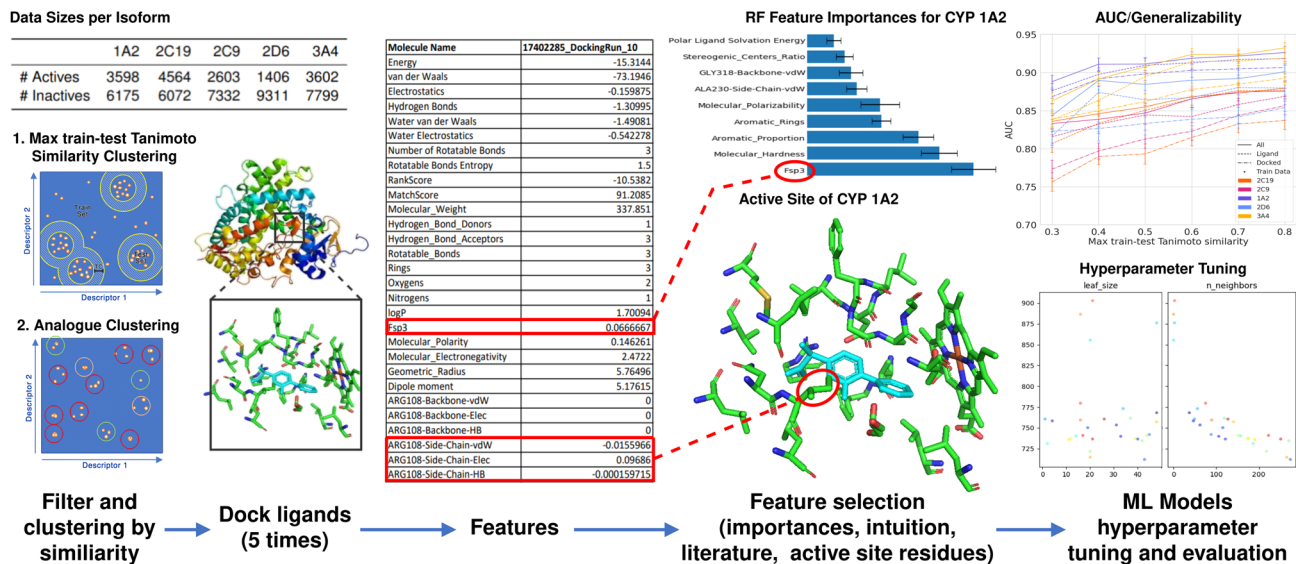 Data Sizes per Isoform
1A2 2C19 2C9 2D6 3A4
# Actives 3598 4564 2603 1406 3602
# Inactives 6175 6072 7332 9311 7799
1. Max train-test Tanimoto
Similarity Clustering
Descriptor 2
Train
Set
Test
Set
Descriptor 1
2. Analogue Clustering
Descriptor 2
Descriptor 1
Molecule Name 17402285_DockingRun_10
Energy -15.3144
van der Waals -73.1946
Electrostatics -0.159875
Hydrogen Bonds -1.30995
Water van der Waals -1.49081
Water Electrostatics -0.542278
Number of Rotatable Bonds 3
Rotatable Bonds Entropy 1.5
RankScore -10.5382
MatchScore 91.2085
Molecular_Weight 337.851
Hydrogen_Bond_Donors 1
Hydrogen_Bond_Acceptors 3
Rotatable_Bonds 3
Rings 3
Oxygens 2
Nitrogens 1
logP 1.70094
Fsp3 0.0666667
Molecular_Polarity 0.146261
Molecular_Electronegativity 2.4722
Geometric_Radius 5.76496
Dipole moment 5.17615
ARG108-Backbone-vdW 0
ARG108-Backbone-Elec 0
ARG108-Backbone-HB 0
ARG108-Side-Chain-vdW -0.0155966
ARG108-Side-Chain-Elec 0.09686
ARG108-Side-Chain-HB -0.000159715
RF Feature Importances for CYP 1A2
Polar Ligand Solvation Energy
Stereogenic_Centers_Ratio
GLY318-Backbone-vdW
ALA230-Side-Chain-vdW
Molecular_Polarizability
Aromatic_Rings
Aromatic_Proportion
Molecular_Hardness
Fsp3
Active Site of CYP 1A2
AUC/Generalizability
0.95
0.90
0.85
0.80
0.75
0.70
AUC
All
Ligand
Docked
Train Data
2C19
2C9
1A2
2D6
3A4
0.3 0.4 0.5 0.6 0.7 0.8
Max train-test Tanimoto similarity
Hyperparameter Tuning
leaf_size n_neighbors
900
875
850
825
800
775
750
725
0 20 40 0 100 200
Filter and
clustering by
similiarity
Dock ligands
(5 times)
Features
Feature selection
(importances, intuition,
literature, active site residues)
ML Models
hyperparameter
tuning and evaluation